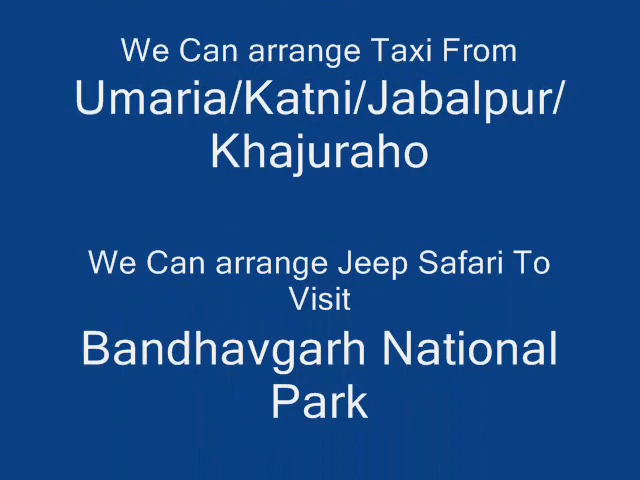 We Can arrange Taxi From
Umaria/Katni/Jabalpur/
Khajuraho
We Can arrange Jeep Safari To
Visit
Bandhavgarh National
Park